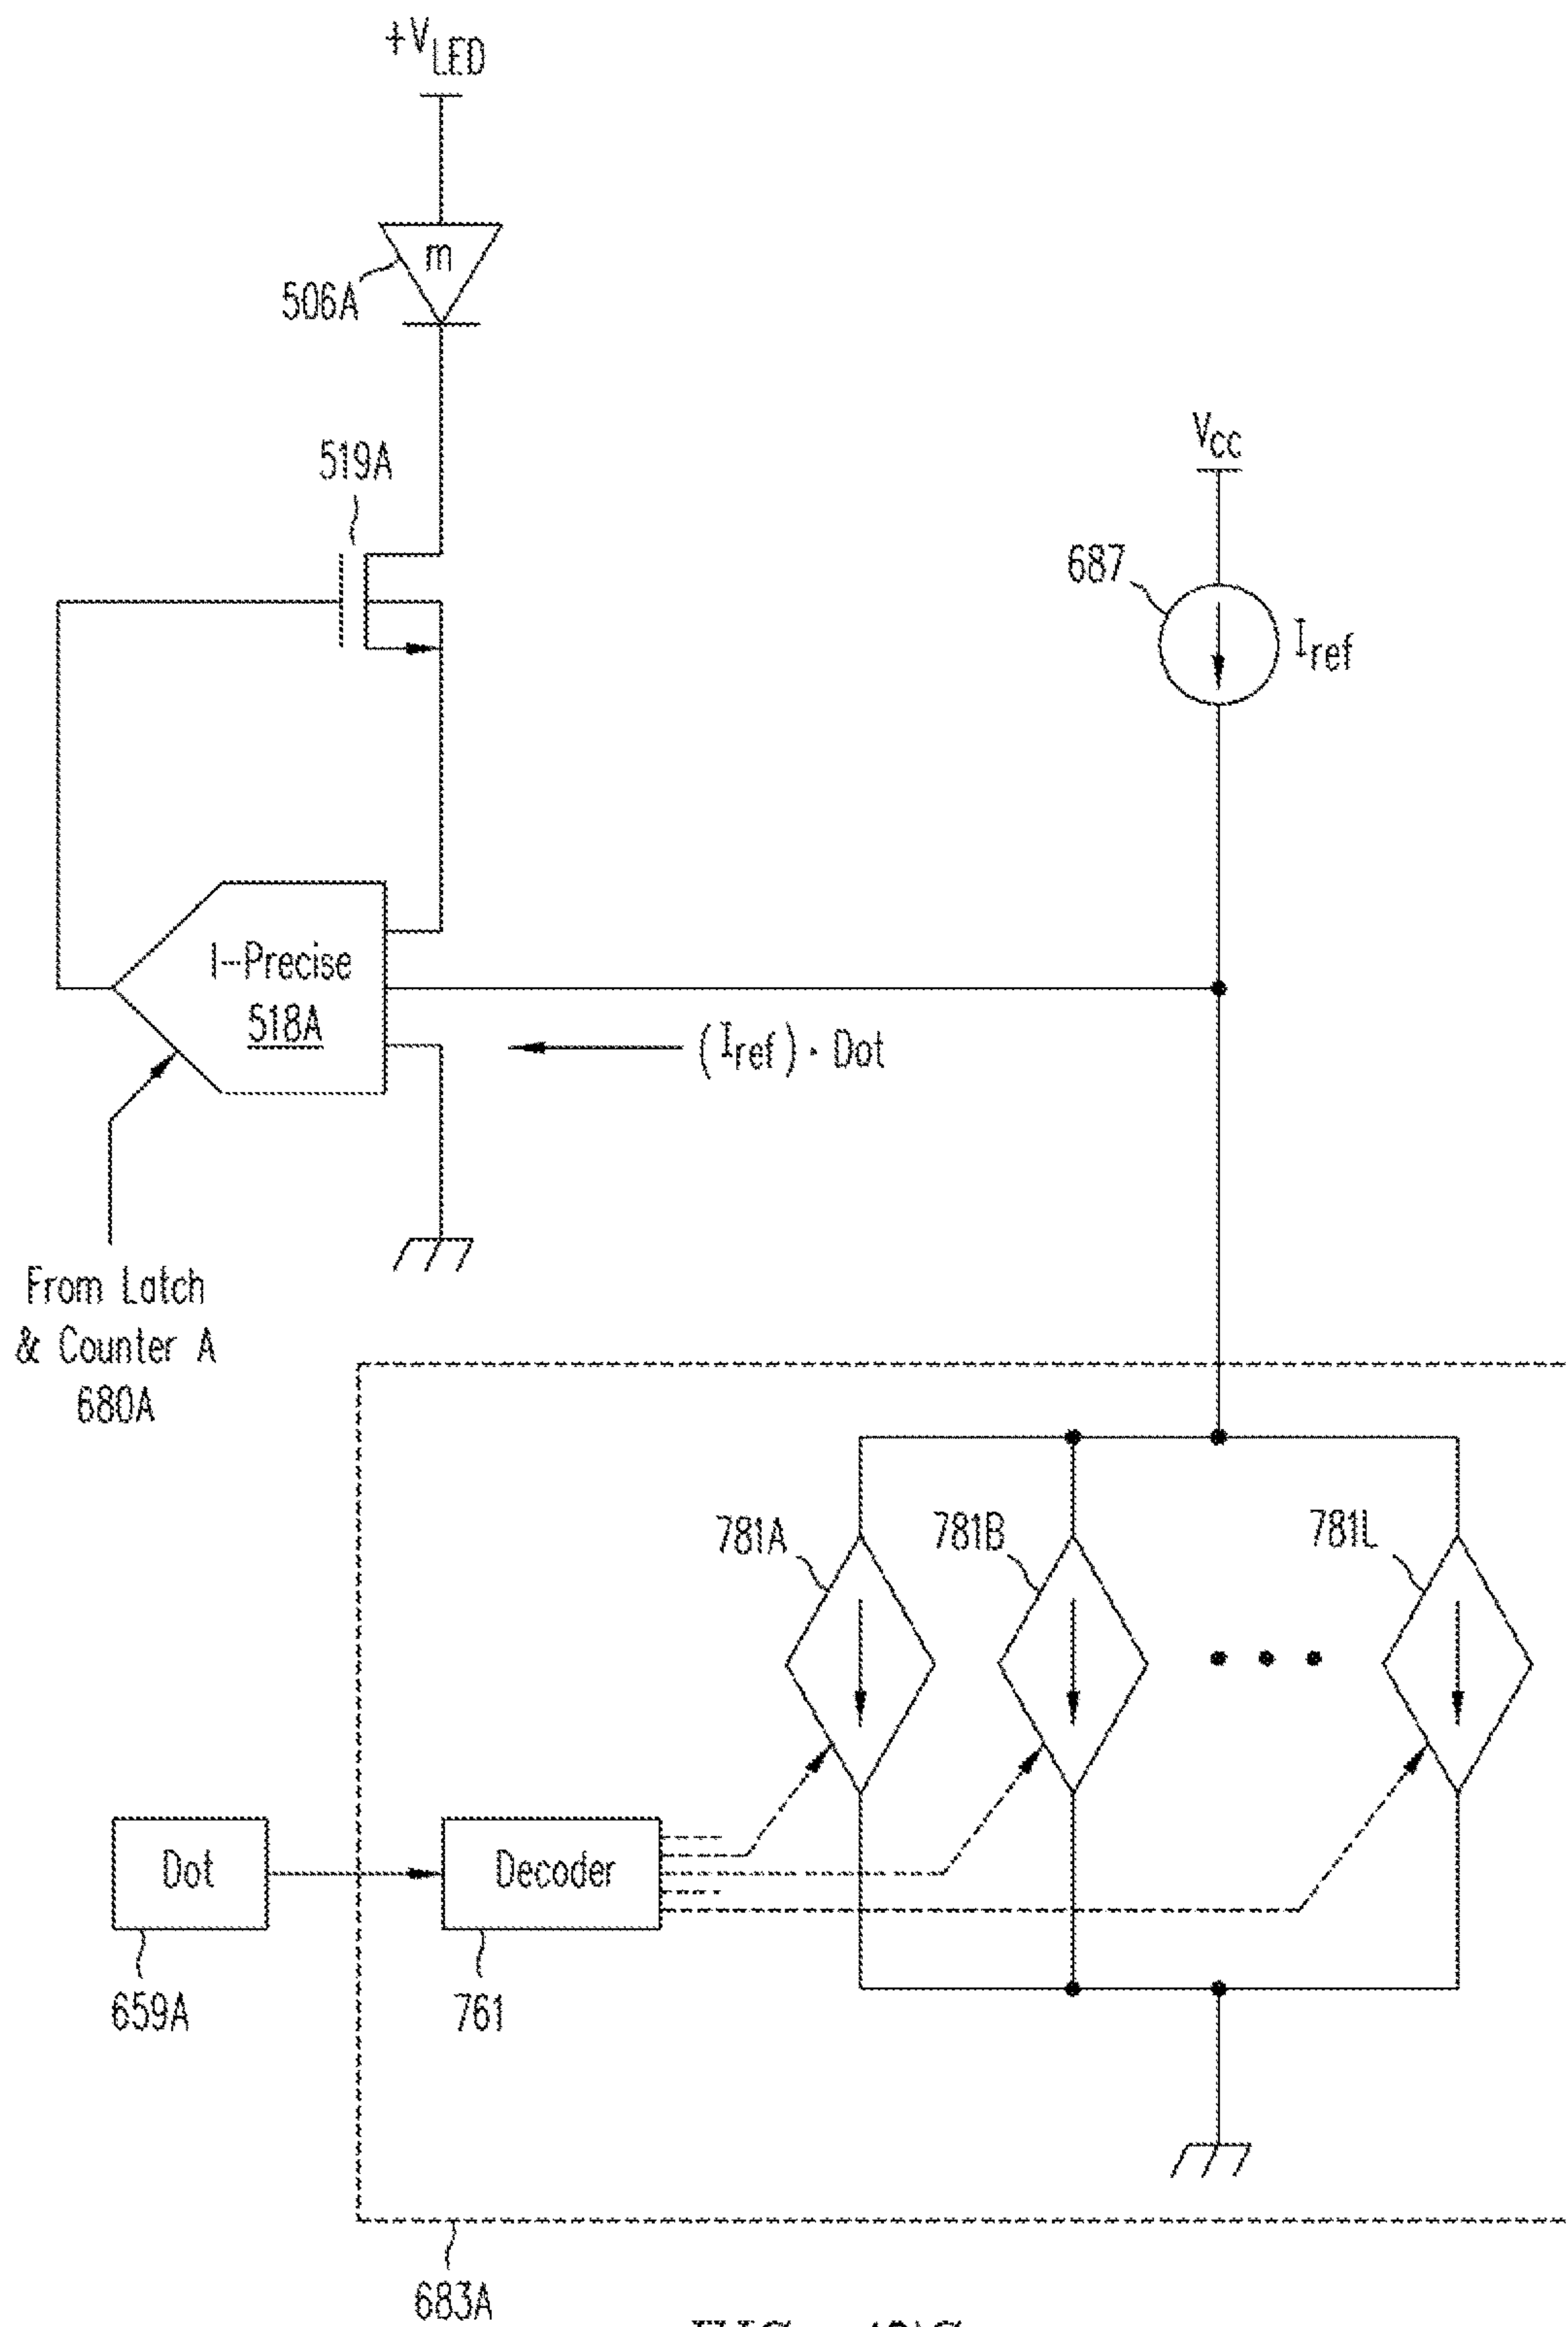 +VLED
m
506A
519A
VCC
687
Iref
I-Precise
518A
(Iref) · Dot
From Latch
& Counter A
680A
781A
781B
781L
Dot
Decoder
659A
761
683A